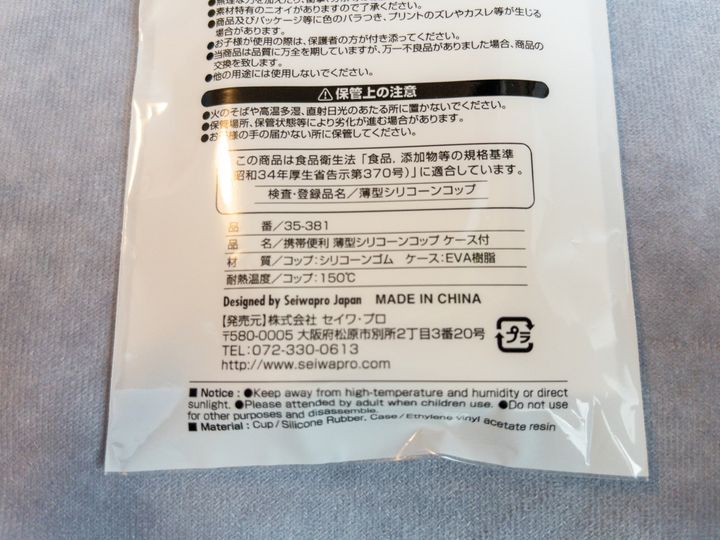 ●素材特有のニオイがありますので了承ください。
●商品及びパッケージ等に色のバラつき、プリントのズレやカスレ等が生じる
場合があります。
●お子様が使用の際は、保護者の方が付き添ってください。
●当商品は品質に万全を期していますが、万一不良品がありました場合、商品の
交換を致します。
●他の用途には使用しないでください。
⚠保管上の注意
●火のそばや高温多湿、直射日光のあたる所に置かないでください。
●保管場所、保管状態等により劣化が進む場合があります。
●お子様の手の届かない所に保管してください。
この商品は食品衛生法「食品,添加物等の規格基準
昭和34年厚生省告示第370号)」に適合しています。
検査・登録品名/薄型シリコーンコップ
品 番/35-381
品 名/携帯便利 薄型シリコーンコップ ケース付
材 質/コップ:シリコーンゴム ケース:EVA樹脂
耐熱温度/コップ:150℃
Designed by Seiwapro Japan MADE IN CHINA
【発売元】株式会社 セイワ・プロ
〒580-0005 大阪府松原市別所2丁目3番20号
TEL:072-330-0613
http://www.seiwapro.com
プラ
■Notice : ●Keep away from high-temperature and humidity or direct
sunlight. ●Please attended by adult when children use. ●Do not use
for other purposes and disassemble.
■Material : Cup/Silicone Rubber, Case/Ethylene vinyl acetate resin